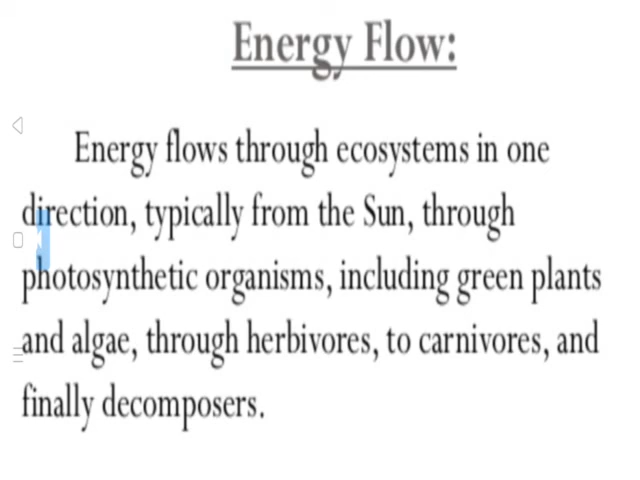 Energy Flow:
Energy flows through ecosystems in one
direction, typically from the Sun, through
photosynthetic organisms, including green plants
and algae, through herbivores, to carnivores, and
finally decomposers.